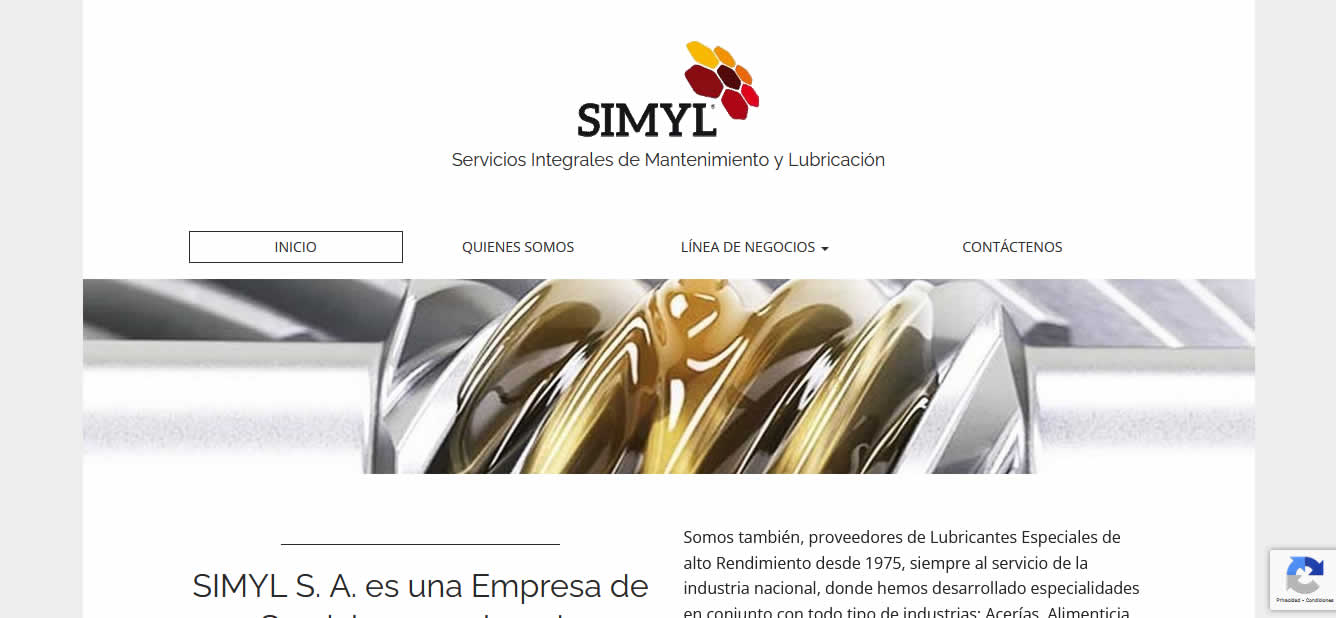 SIMYL®
Servicios Integrales de Mantenimiento y Lubricación
INICIO
QUIENES SOMOS
LÍNEA DE NEGOCIOS
CONTÁCTENOS
SIMYL S. A. es una Empresa de
Somos también, proveedores de Lubricantes Especiales de
alto Rendimiento desde 1975, siempre al servicio de la
industria nacional, donde hemos desarrollado especialidades
en conjunto con todo tipo de industrias: Acerías, Alimenticia,
Privacidad - Condiciones